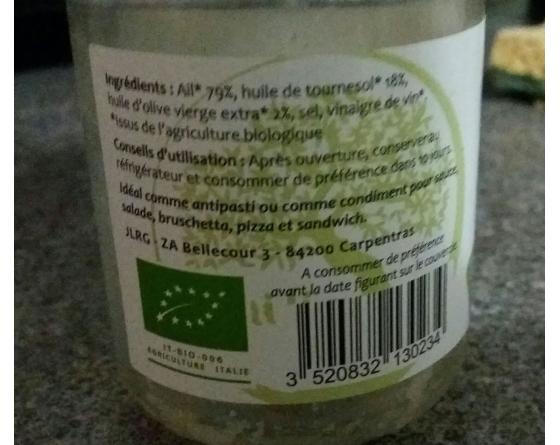 Ingrédients : Ail* 79%, huile de tournesol* 18%,
huile d'olive vierge extra* 2%, sel, vinaigre de vin*.
*issus de l'agriculture biologique
Conseils d'utilisation : Après ouverture, conserver au
réfrigérateur et consommer de préférence dans 10 jours.
Idéal comme antipasti ou comme condiment pour sauce,
salade, bruschetta, pizza et sandwich.
JLRG - ZA Bellecour 3 - 84200 Carpentras
A consommer de préférence
avant la date figurant sur le couvercle
IT-BIO-006
AGRICULTURE ITALIE
3 520832 130234